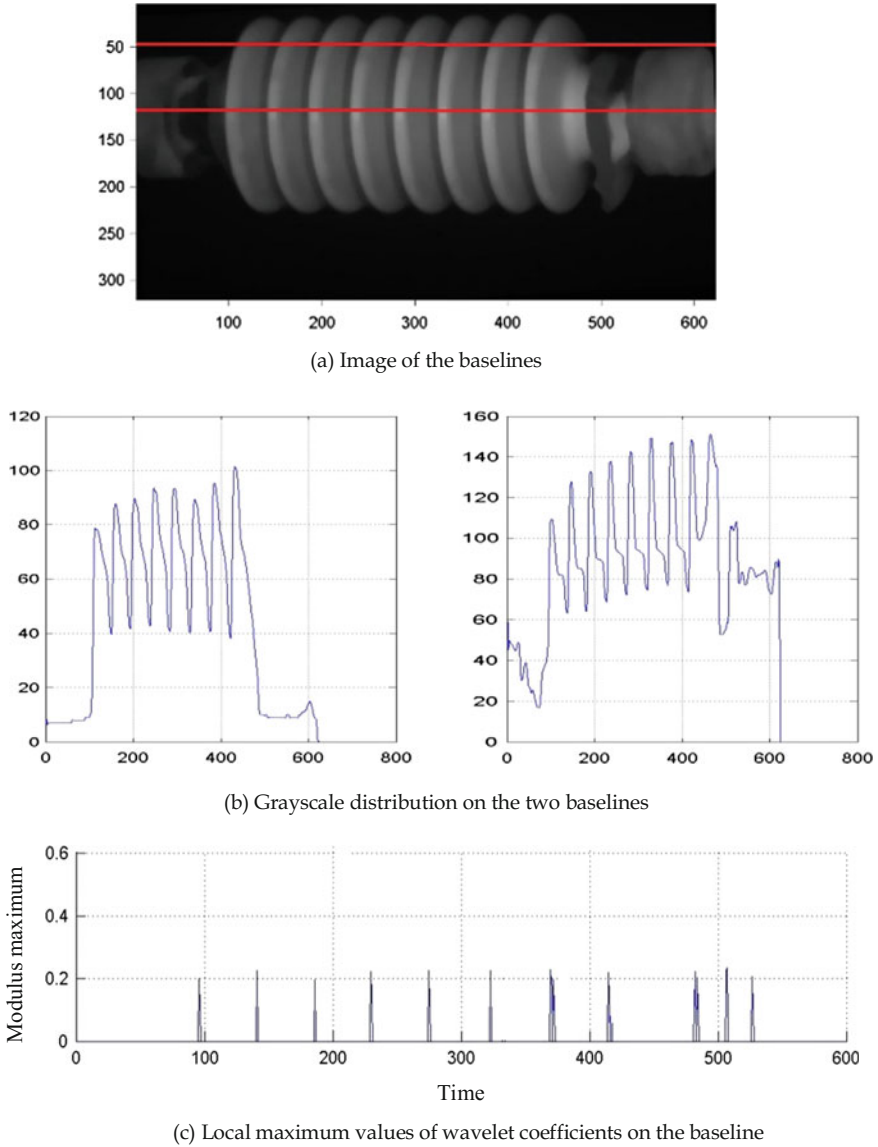 50
100
150
200
250
300
100 200 300 400 500 600
(a) Image of the baselines
120
100
80
60
40
20
0
0 200 400 600 800
160
140
120
100
80
60
40
20
0
0 200 400 600 800
(b) Grayscale distribution on the two baselines
Modulus maximum
0.6
0.4
0.2
0
0 100 200 300 400 500 600
Time
(c) Local maximum values of wavelet coefficients on the baseline